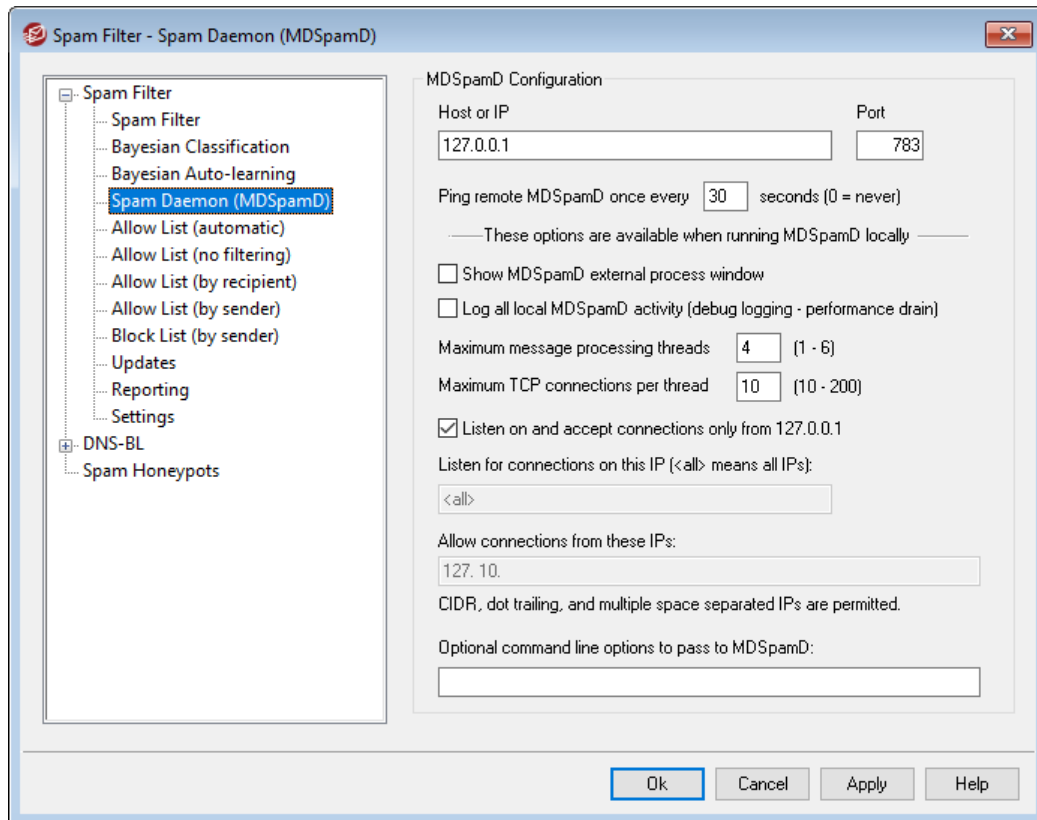 Spam Filter - Spam Daemon (MDSpamD)
Spam Filter
Spam Filter
Bayesian Classification
Bayesian Auto-learning
Spam Daemon (MDSpamD)
Allow List (automatic)
Allow List (no filtering)
Allow List (by recipient)
Allow List (by sender)
Block List (by sender)
Updates
Reporting
Settings
DNS-BL
Spam Honeypots
MDSpamD Configuration
Host or IP Port
127.0.0.1 783
Ping remote MDSpamD once every 30 seconds (0 = never)
These options are available when running MDSpamD locally
Show MDSpamD external process window
Log all local MDSpamD activity (debug logging - performance drain)
Maximum message processing threads 4 (1 - 6)
Maximum TCP connections per thread 10 (10 - 200)
Listen on and accept connections only from 127.0.0.1
Listen for connections on this IP (<all> means all IPs):
<all>
Allow connections from these IPs:
127. 10.
CIDR, dot trailing, and multiple space separated IPs are permitted.
Optional command line options to pass to MDSpamD:
Ok Cancel Apply Help